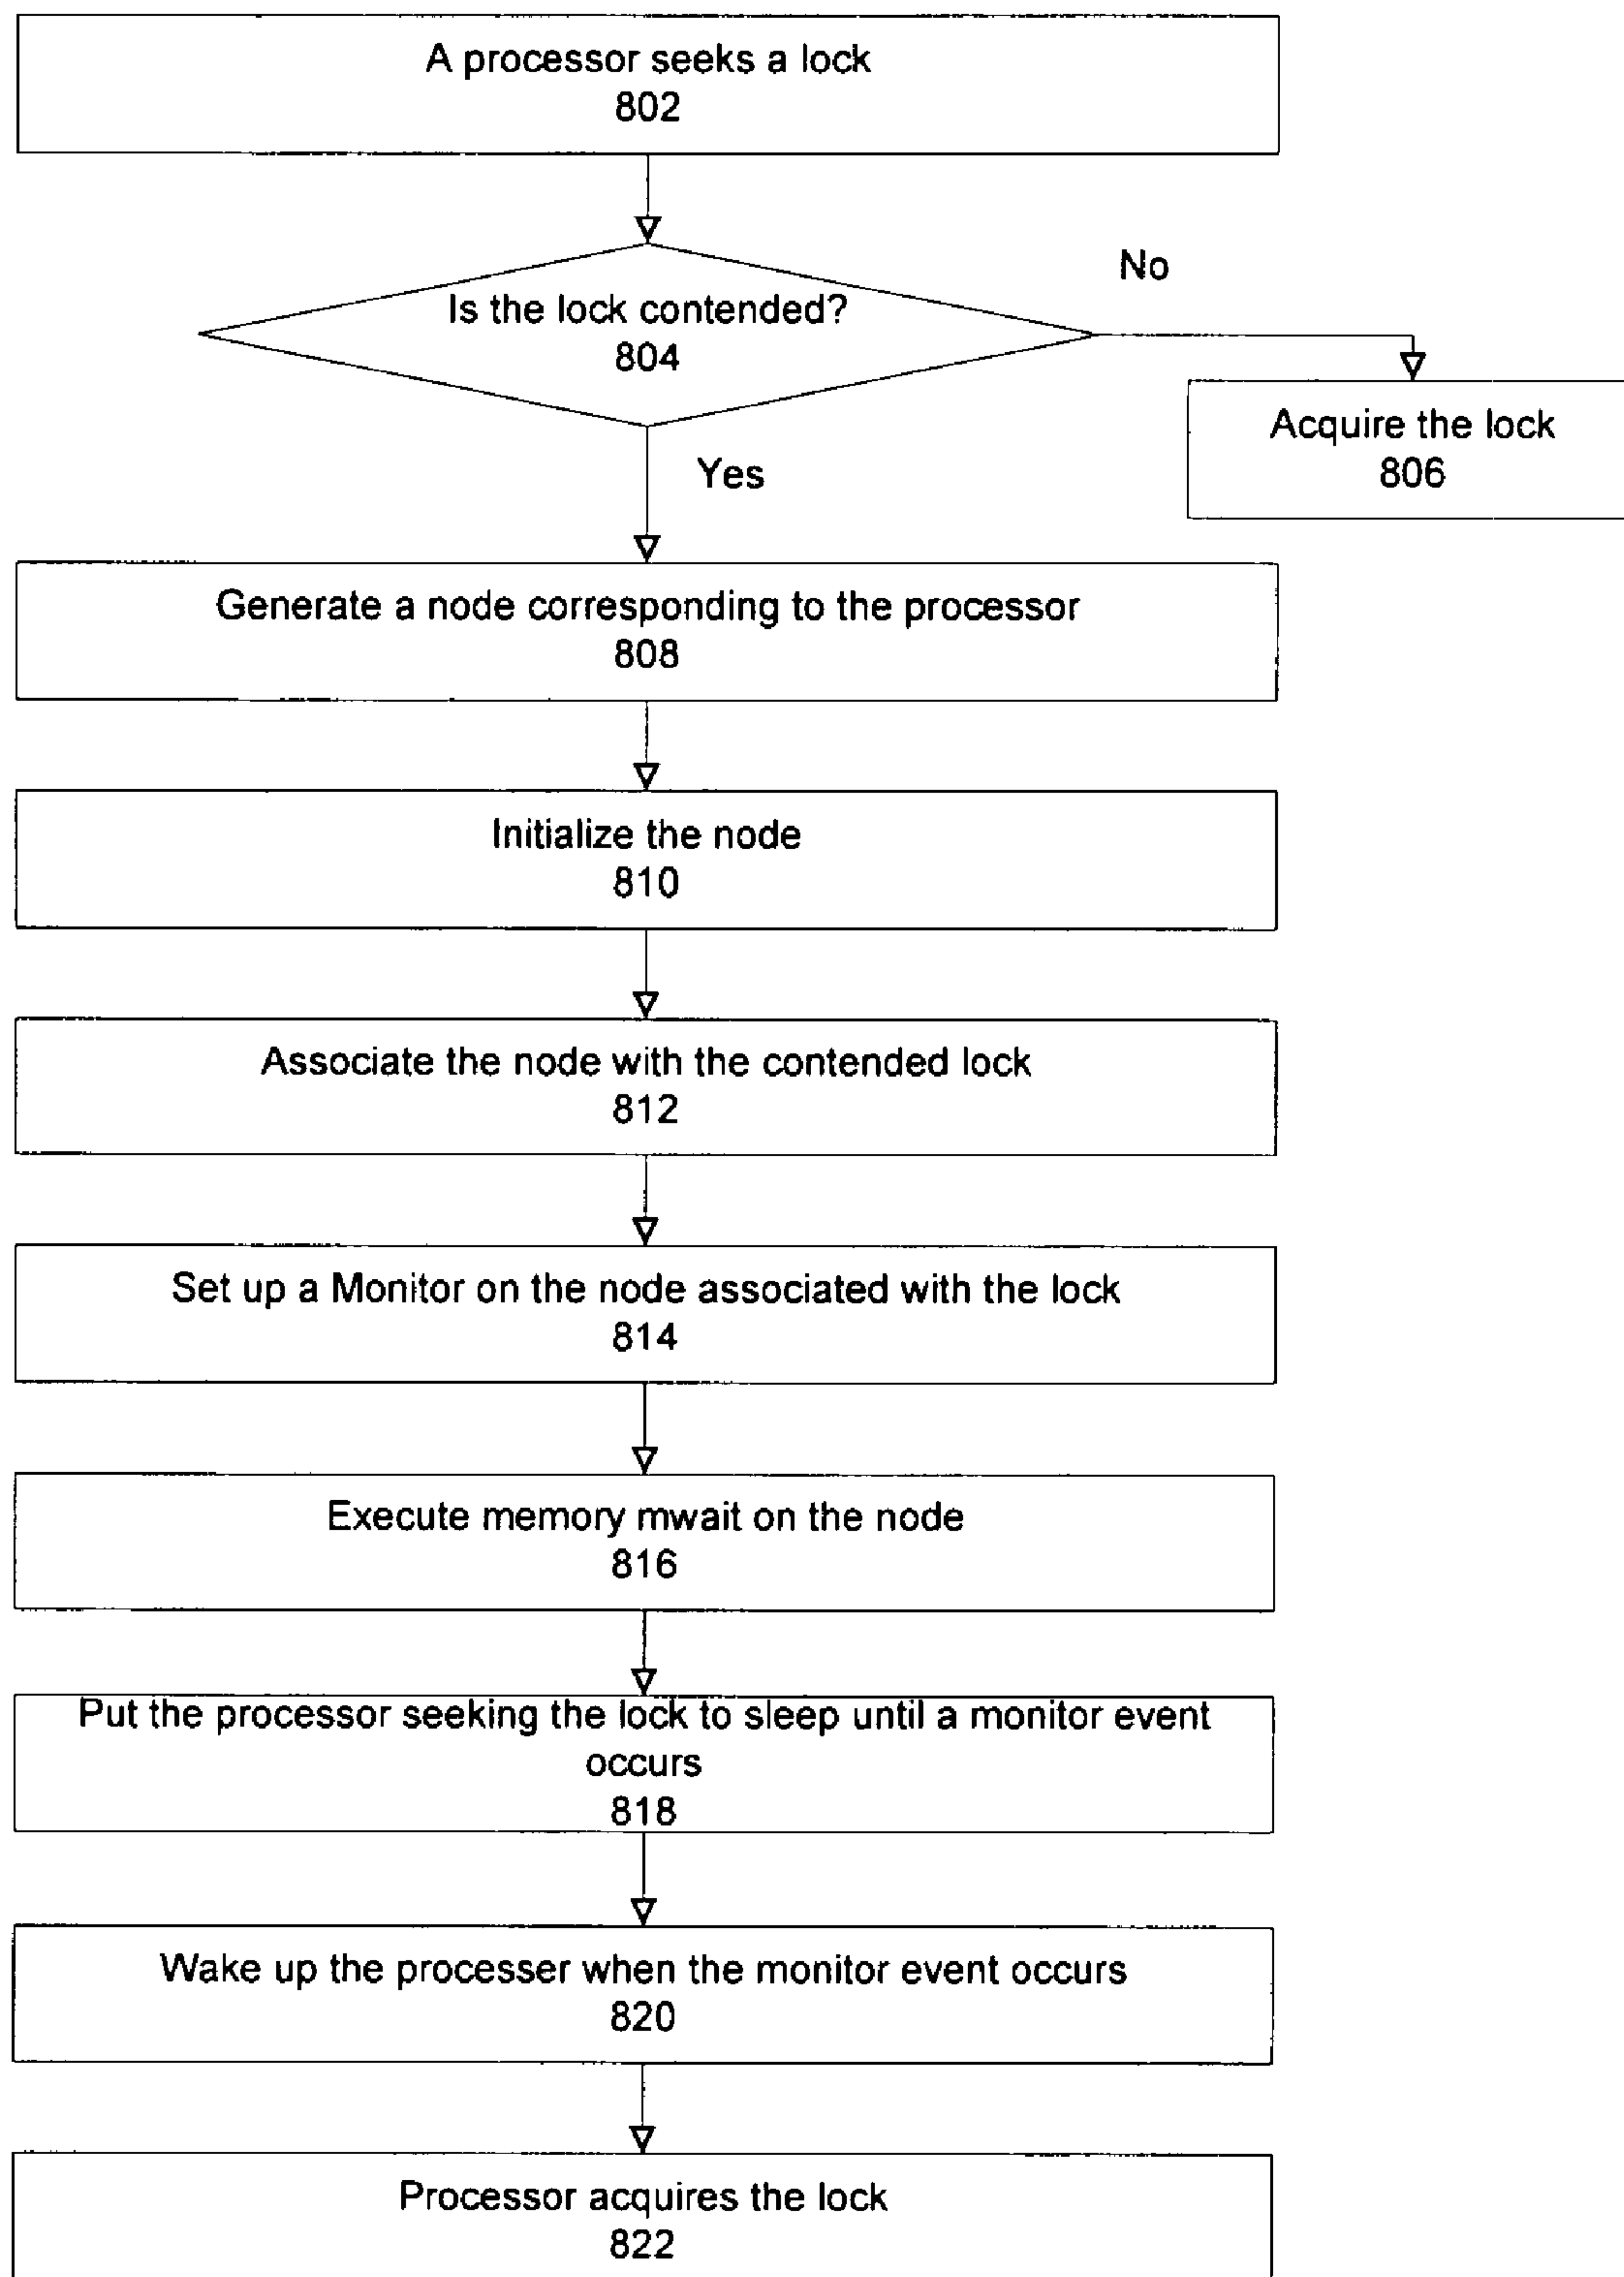 A processor seeks a lock
802
Is the lock contended?
804
No
Acquire the lock
806
Yes
Generate a node corresponding to the processor
808
Initialize the node
810
Associate the node with the contended lock
812
Set up a Monitor on the node associated with the lock
814
Execute memory mwait on the node
816
Put the processor seeking the lock to sleep until a monitor event
occurs
818
Wake up the processer when the monitor event occurs
820
Processor acquires the lock
822